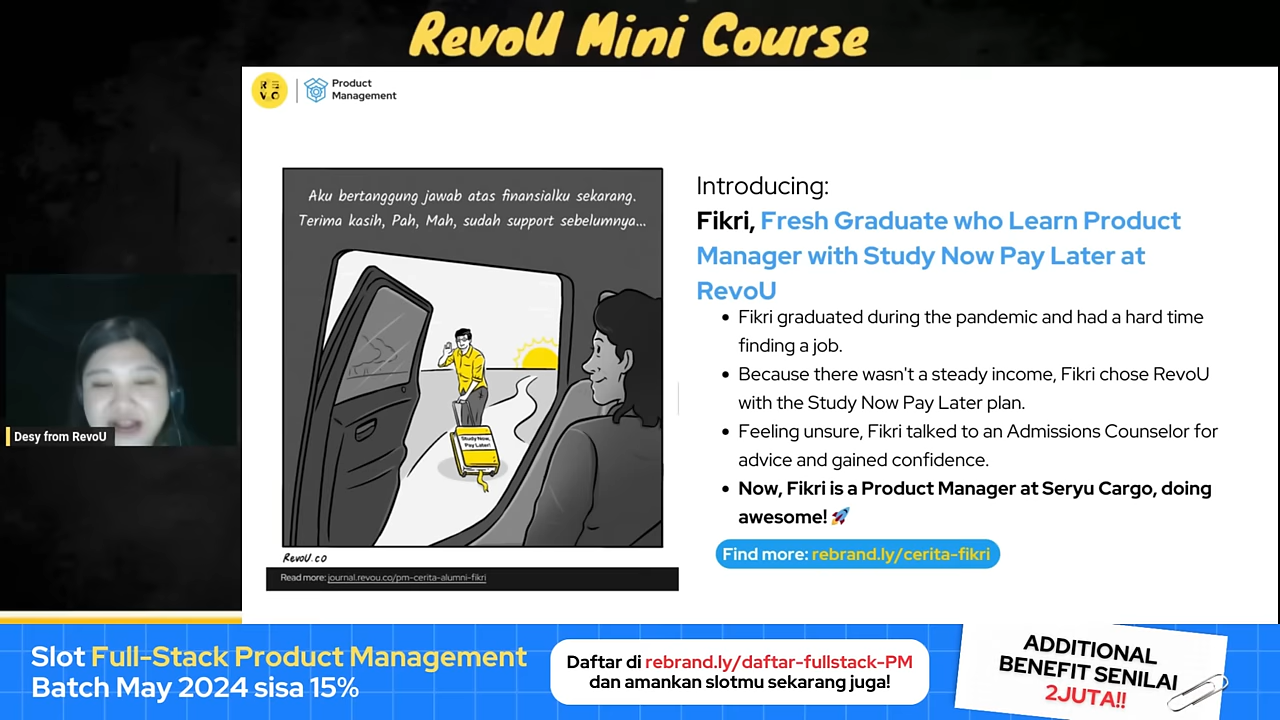 RevoU Mini Course
RE
VO
Product
Management
Aku bertanggung jawab atas finansialku sekarang.
Terima kasih, Pah, Mah, sudah support sebelumnya...
Study Now,
Pay Later!
RevoU.co
Read more: journal.revou.co/pm-cerita-alumni-fikri
Introducing:
Fikri, Fresh Graduate who Learn Product
Manager with Study Now Pay Later at
RevoU
• Fikri graduated during the pandemic and had a hard time
finding a job.
• Because there wasn't a steady income, Fikri chose RevoU
with the Study Now Pay Later plan.
• Feeling unsure, Fikri talked to an Admissions Counselor for
advice and gained confidence.
• Now, Fikri is a Product Manager at Seryu Cargo, doing
awesome! 🚀
Find more: rebrand.ly/cerita-fikri
Desy from RevoU
Slot Full-Stack Product Management
Batch May 2024 sisa 15%
Daftar di rebrand.ly/daftar-fullstack-PM
dan amankan slotmu sekarang juga!
ADDITIONAL
BENEFIT SENILAI
2JUTA!!